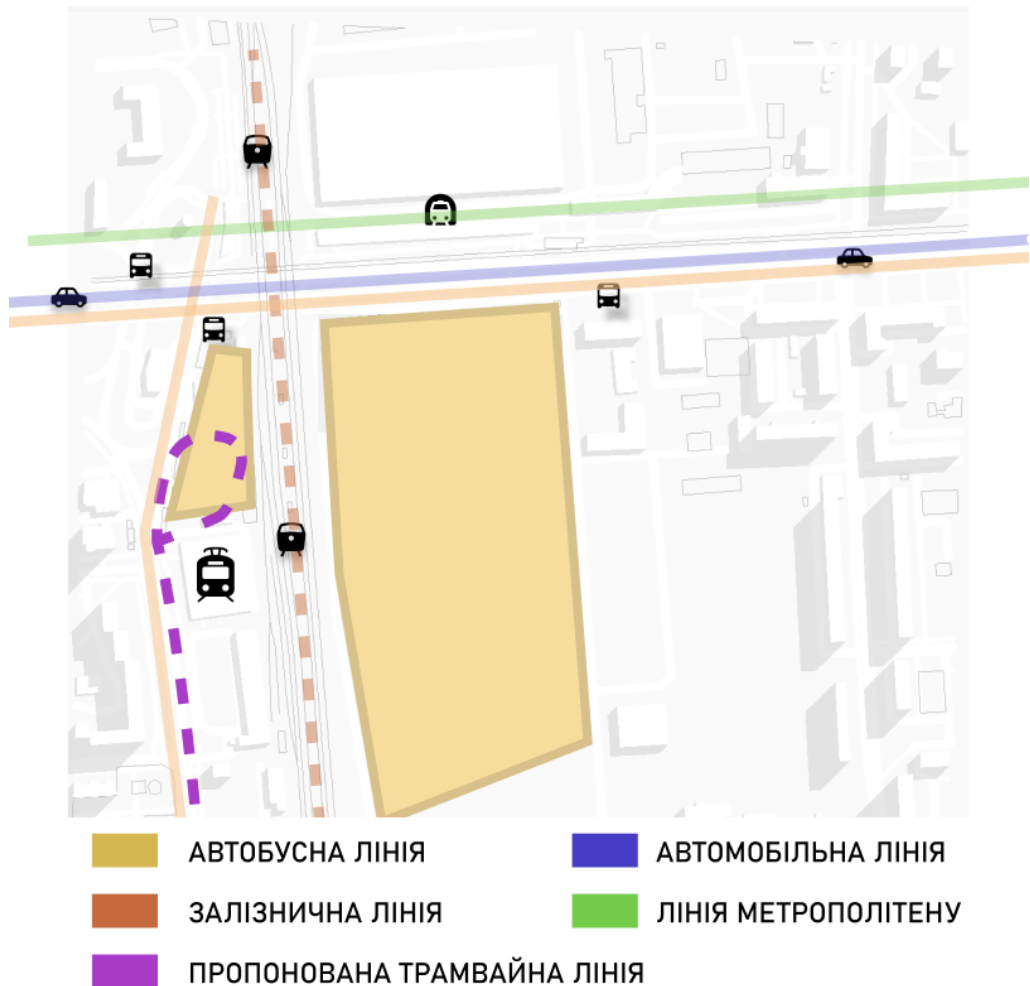 АВТОБУСНА ЛІНІЯ
АВТОМОБІЛЬНА ЛІНІЯ
ЗАЛІЗНИЧНА ЛІНІЯ
ЛІНІЯ МЕТРОПОЛІТЕНУ
ПРОПОНОВАНА ТРАМВАЙНА ЛІНІЯ